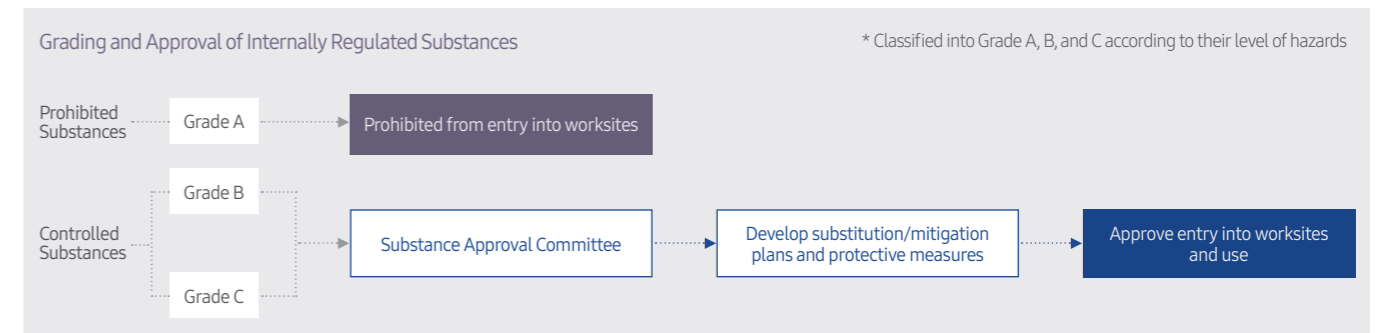 Grading and Approval of Internally Regulated Substances
* Classified into Grade A, B, and C according to their level of hazards
Prohibited
Substances
Grade A
Prohibited from entry into worksites
Controlled
Substances
Grade B
Grade C
Substance Approval Committee
Develop substitution/mitigation
plans and protective measures
Approve entry into worksites
and use